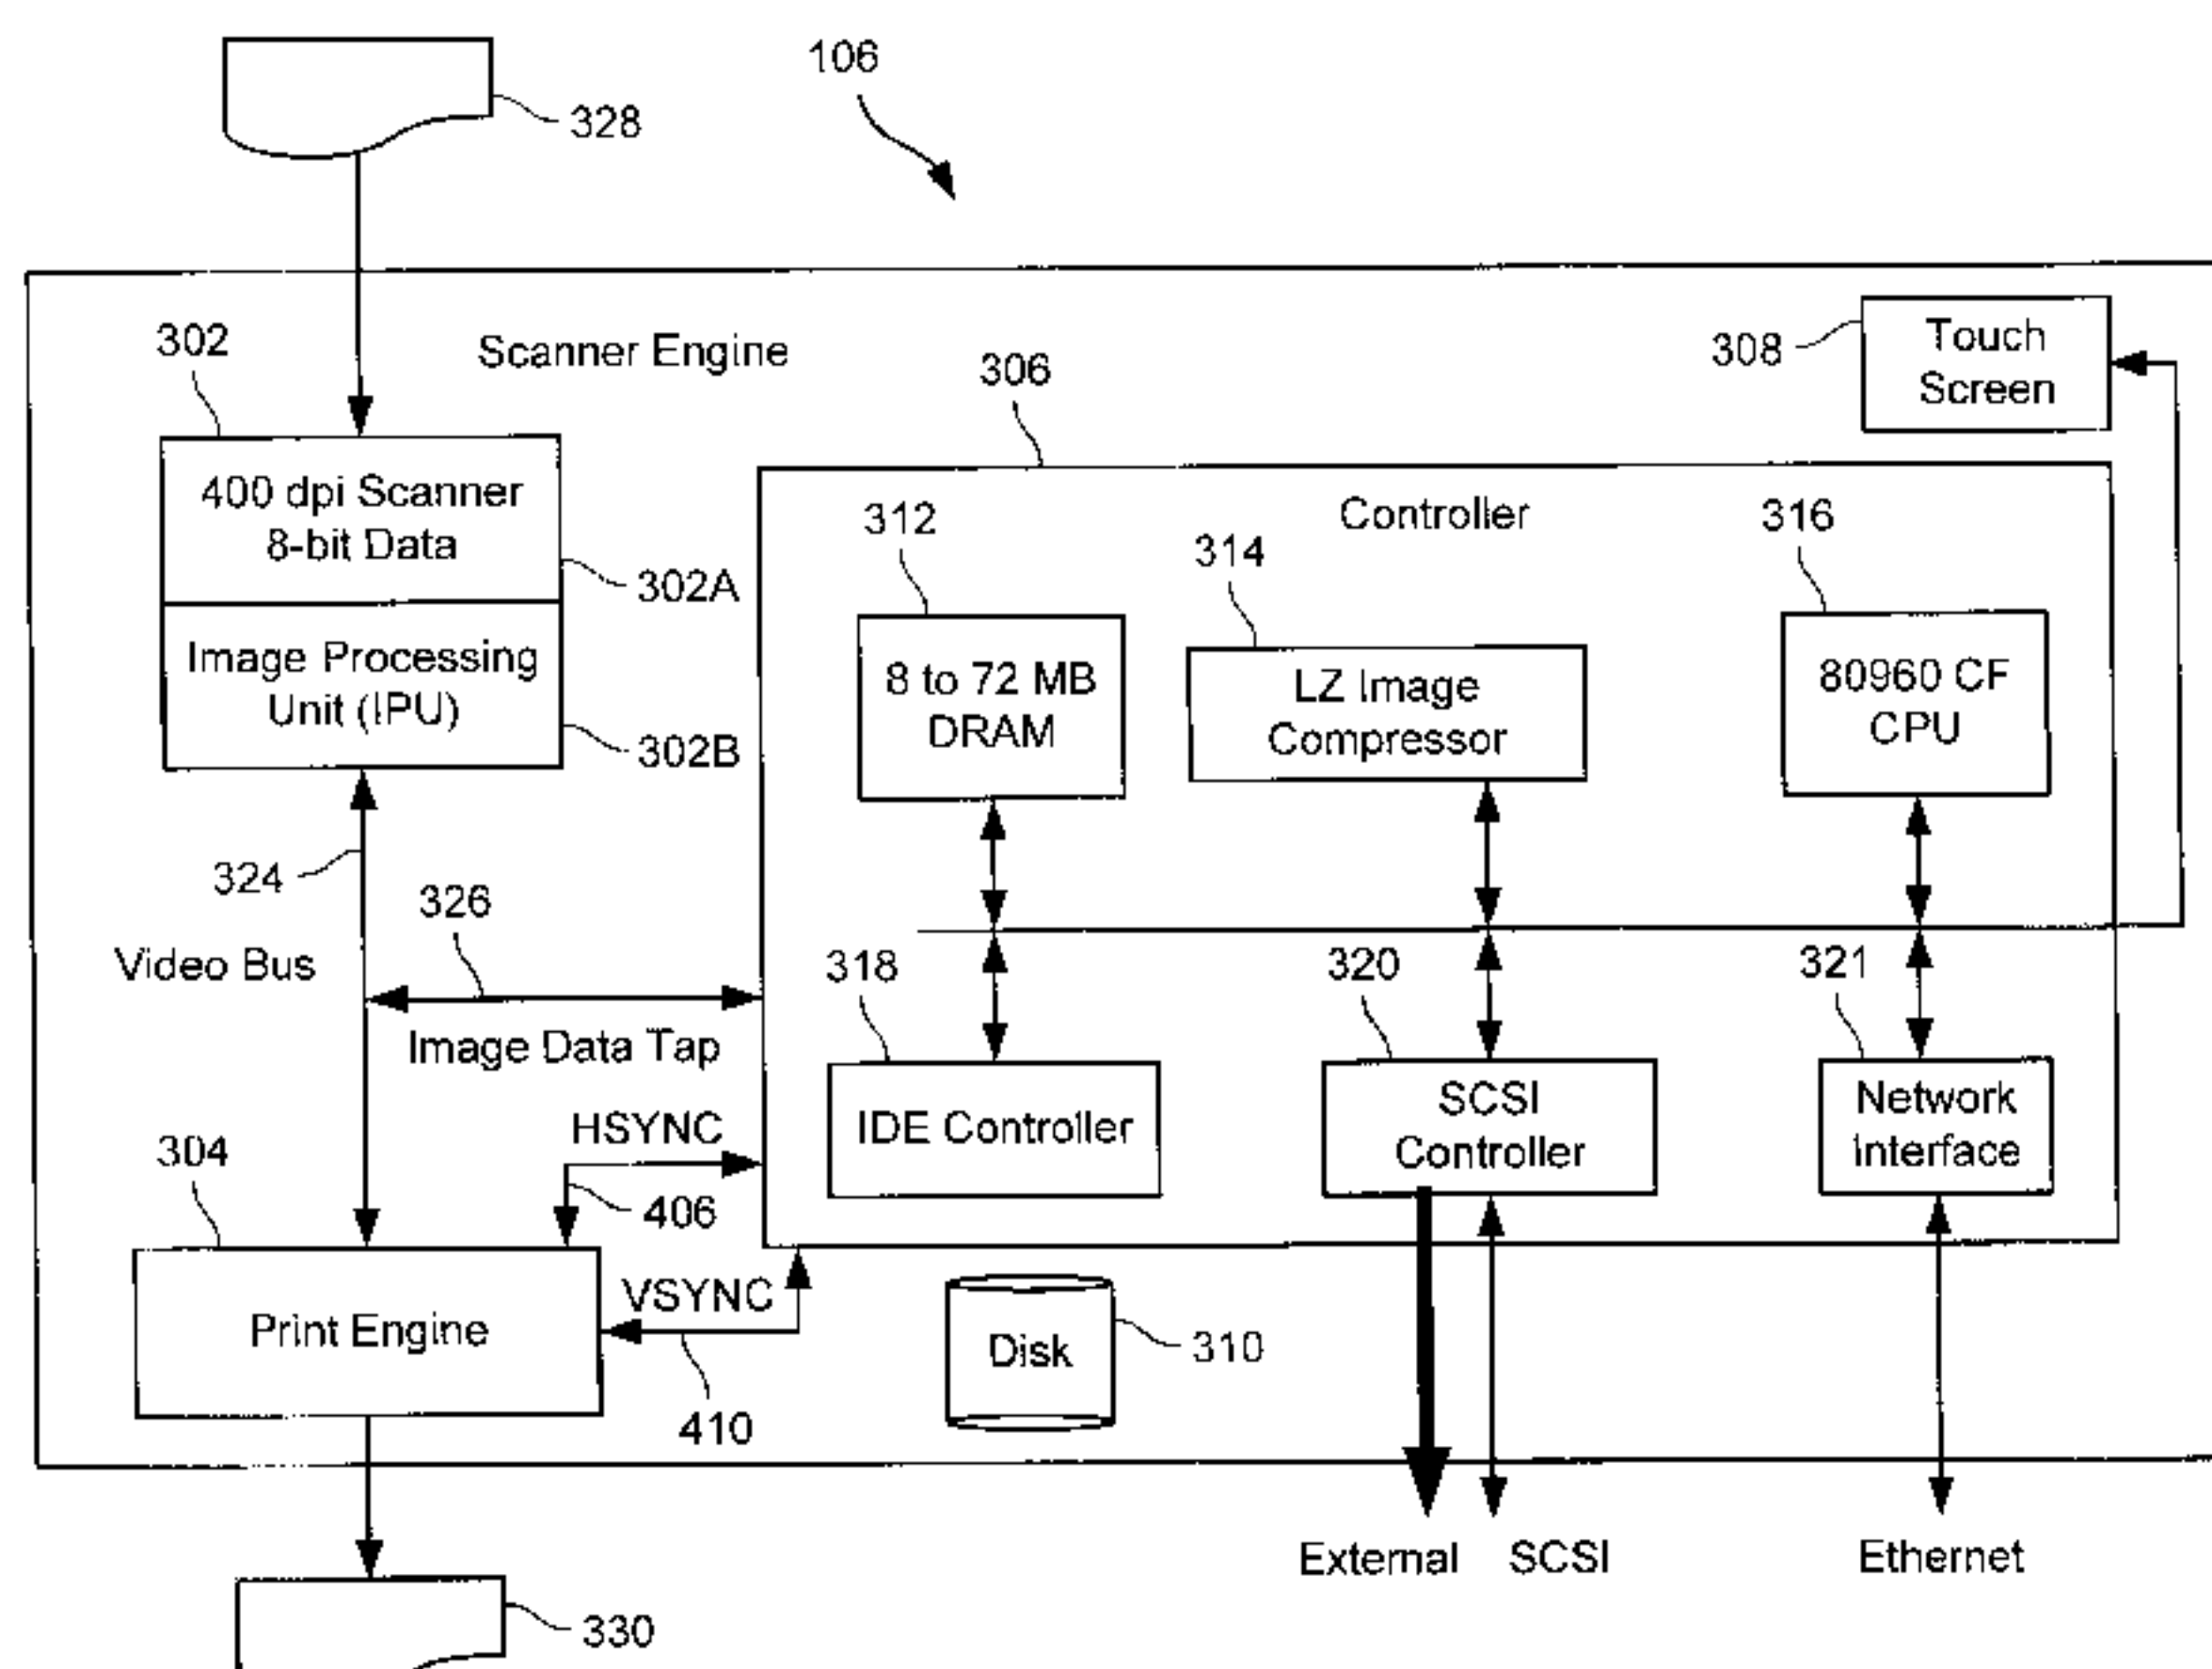 106
328
302
Scanner Engine
306
308
Touch
Screen
400 dpi Scanner
8-bit Data
302A
Image Processing
Unit (IPU)
302B
Controller
312
314
316
8 to 72 MB
DRAM
LZ Image
Compressor
80960 CF
CPU
324
326
Video Bus
Image Data Tap
318
320
321
IDE Controller
SCSI
Controller
Network
Interface
HSYNC
406
304
Print Engine
VSYNC
410
Disk
310
External
SCSI
Ethernet
330